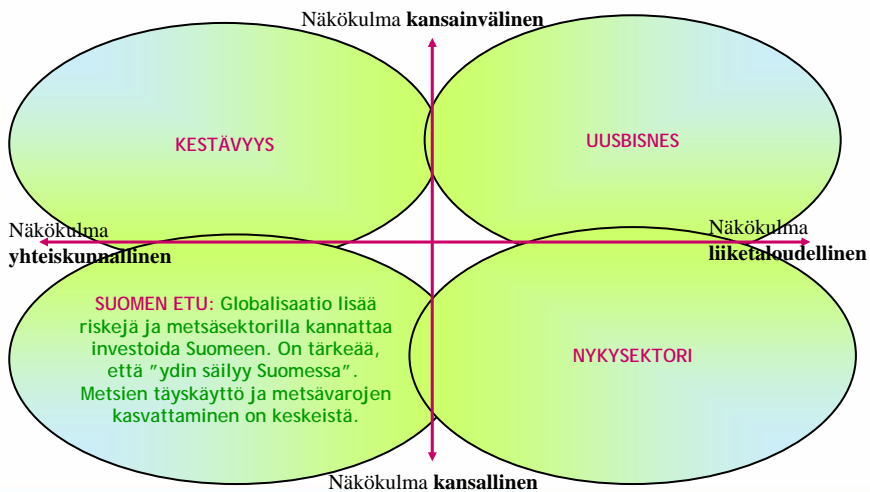 Näkökulma kansainvälinen
KESTÄVYYS
UUSBISNES
Näkökulma
yhteiskunnallinen
Näkökulma
liiketaloudellinen
SUOMEN ETU: Globalisaatio lisää
riskejä ja metsäsektorilla kannattaa
investoida Suomeen. On tärkeää,
että ”ydin säilyy Suomessa”.
Metsien täyskäyttö ja metsävarojen
kasvattaminen on keskeistä.
NYKYSEKTORI
Näkökulma kansallinen